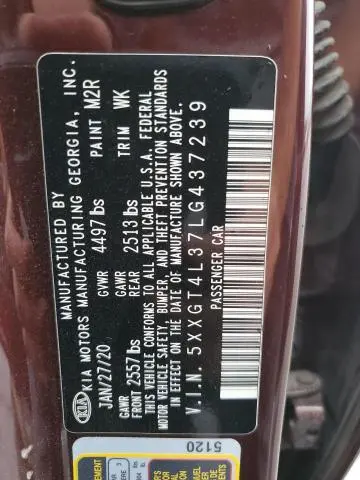 MANUFACTURED BY
KIA KIA MOTORS MANUFACTURING GEORGIA, INC.
JAN/27/20 GVWR 4497 lbs PAINT M2R
GAWR FRONT 2557 lbs GAWR REAR 2513 lbs TRIM WK
THIS VEHICLE CONFORMS TO ALL APPLICABLE U.S.A. FEDERAL
MOTOR VEHICLE SAFETY, BUMPER, AND THEFT PREVENTION STANDARDS
IN EFFECT ON THE DATE OF MANUFACTURE SHOWN ABOVE.
V.I.N. 5XXGT4L37LG437239
PASSENGER CAR
5120